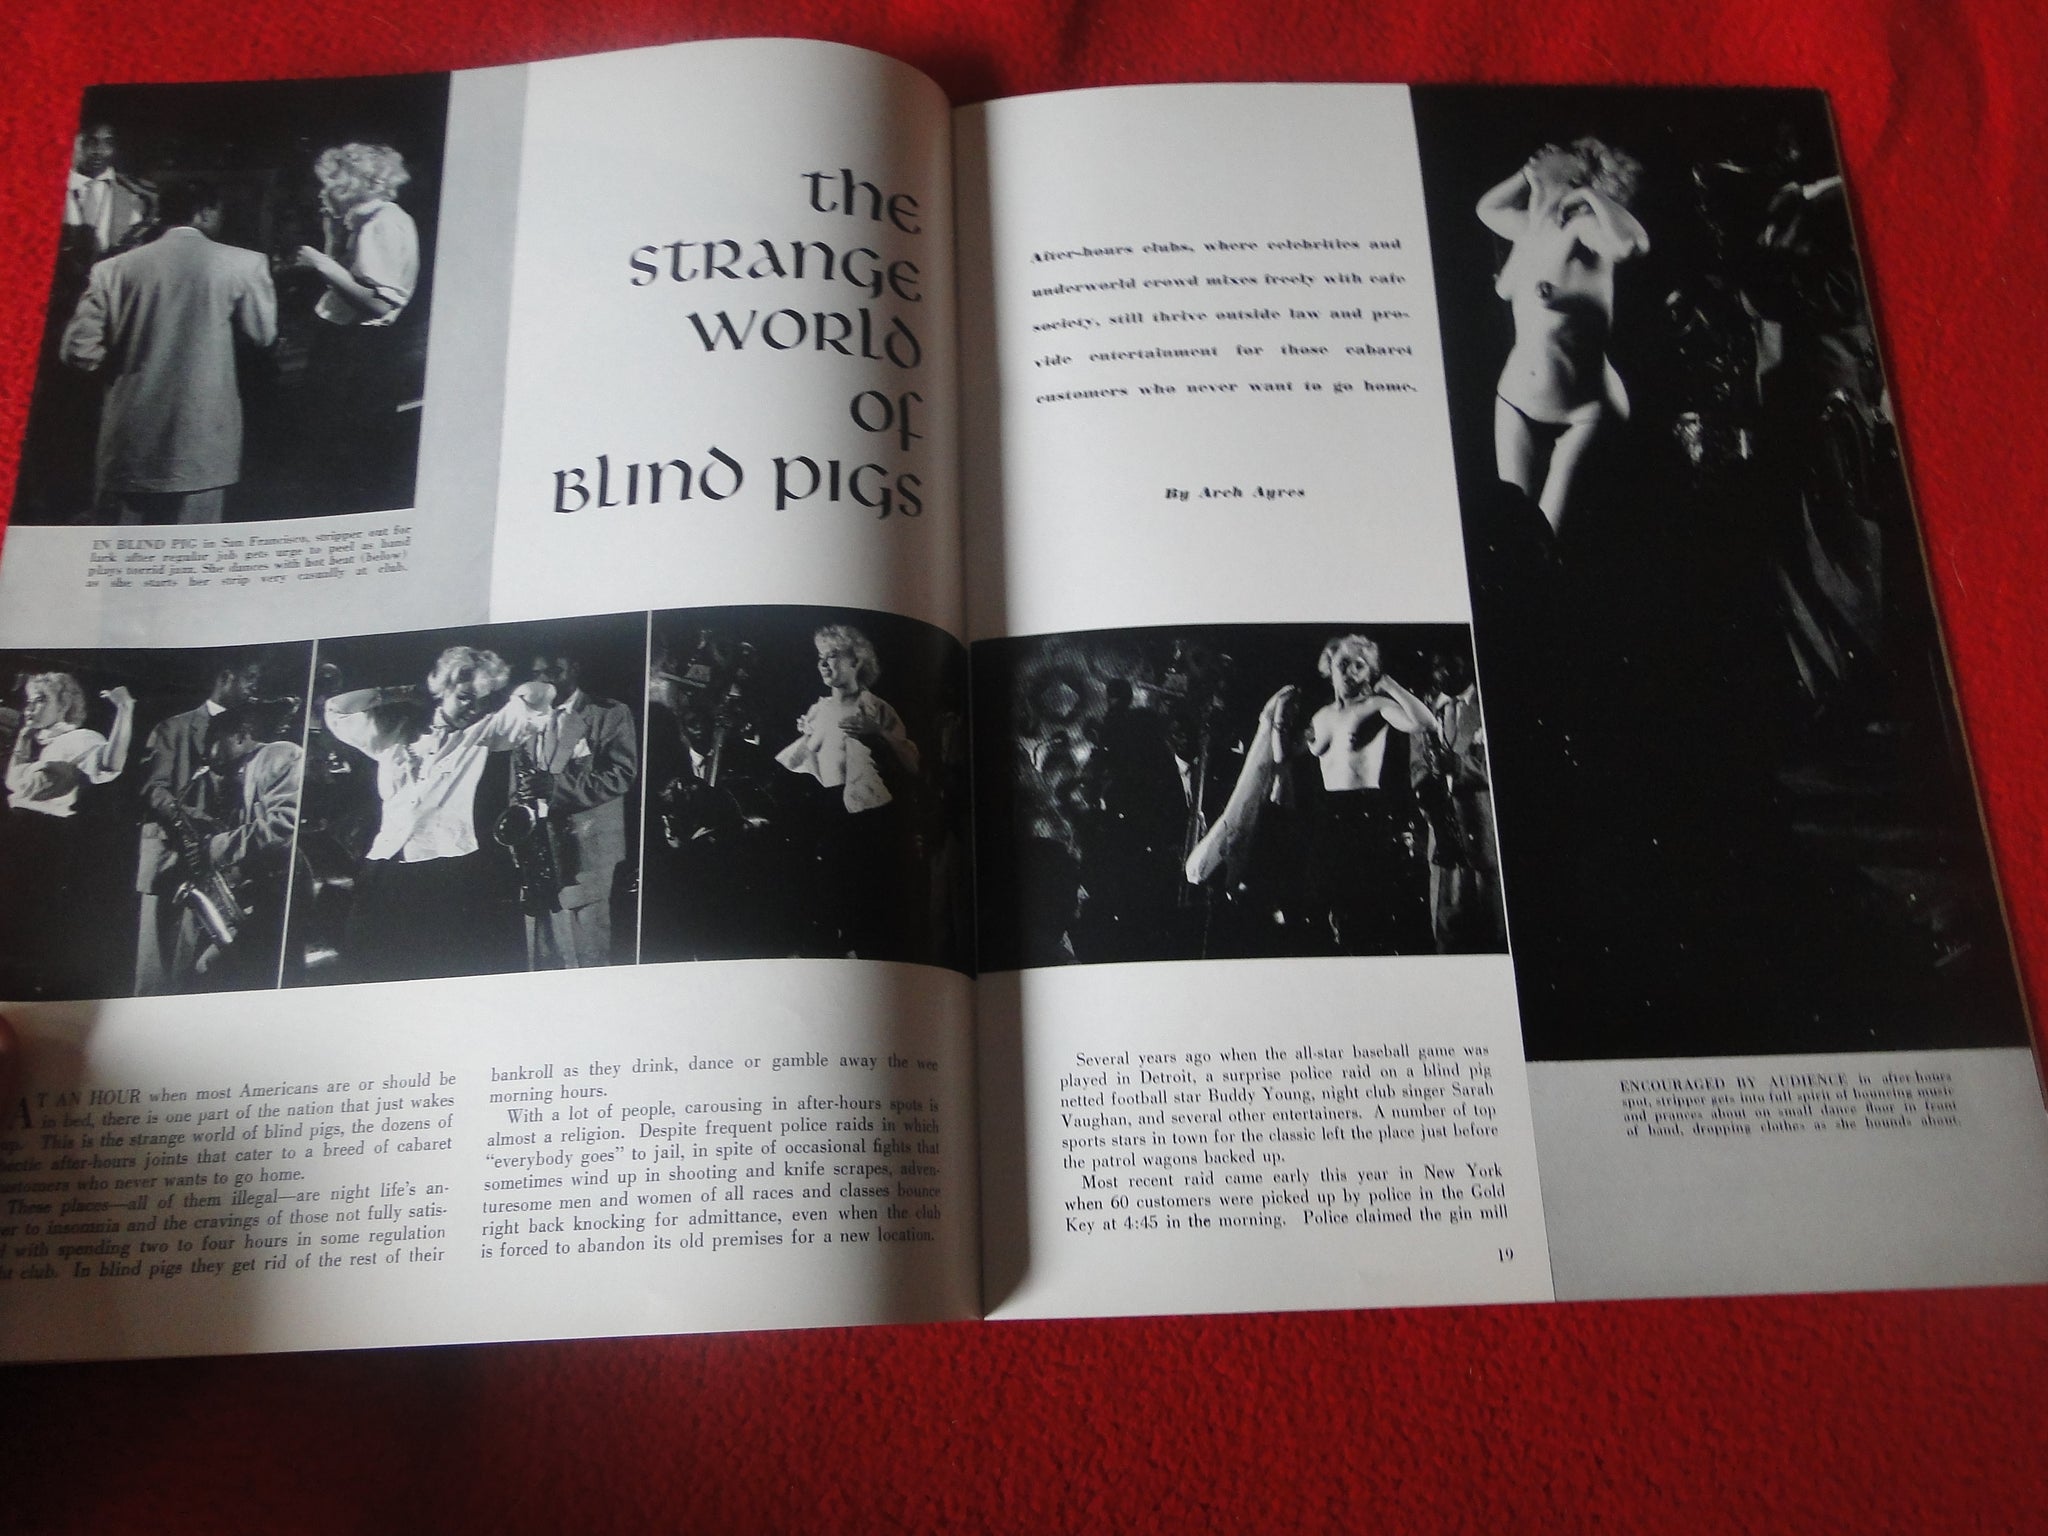 the
STRANGE
WORLD
of
BLIND PIGS
IN BLIND PIG in San Francisco, stripper out for
lark after regular job gets urge to peel as band
plays torrid jazz. She dances with hot beat (below)
as she starts her strip very casually at club.
AT AN HOUR when most Americans are or should be
in bed, there is one part of the nation that just wakes
up. This is the strange world of blind pigs, the dozens of
hectic after-hours joints that cater to a breed of cabaret
customers who never wants to go home.
These places—all of them illegal—are night life's an-
er to insomnia and the cravings of those not fully satis-
with spending two to four hours in some regulation
club. In blind pigs they get rid of the rest of their
bankroll as they drink, dance or gamble away the wee
morning hours.
With a lot of people, carousing in after-hours spots is
almost a religion. Despite frequent police raids in which
"everybody goes" to jail, in spite of occasional fights that
sometimes wind up in shooting and knife scrapes, adven-
turesome men and women of all races and classes bounce
right back knocking for admittance, even when the club
is forced to abandon its old premises for a new location.
After-hours clubs, where celebrities and
underworld crowd mixes freely with cafe
society, still thrive outside law and pro-
vide entertainment for those cabaret
customers who never want to go home.
By Arch Ayres
Several years ago when the all-star baseball game was
played in Detroit, a surprise police raid on a blind pig
netted football star Buddy Young, night club singer Sarah
Vaughan, and several other entertainers. A number of top
sports stars in town for the classic left the place just before
the patrol wagons backed up.
Most recent raid came early this year in New York
when 60 customers were picked up by police in the Gold
Key at 4:45 in the morning. Police claimed the gin mill
19
ENCOURAGED BY AUDIENCE in after-hours
spot, stripper gets into full spirit of bouncing music
and prances about on small dance floor in front
of band, dropping clothes as she bounds about.